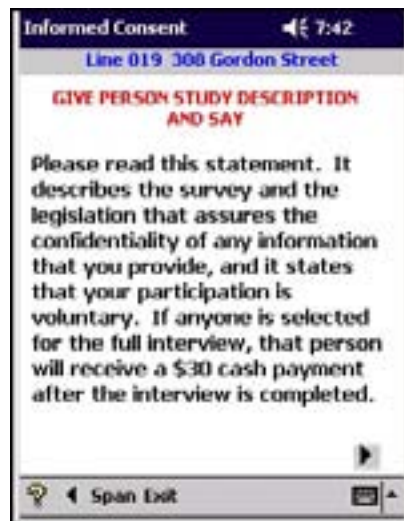 Informed Consent 7:42
Line 019 308 Gordon Street
GIVE PERSON STUDY DESCRIPTION
AND SAY
Please read this statement. It
describes the survey and the
legislation that assures the
confidentiality of any information
that you provide, and it states
that your participation is
voluntary. If anyone is selected
for the full interview, that person
will receive a $30 cash payment
after the interview is completed.
Span Exit